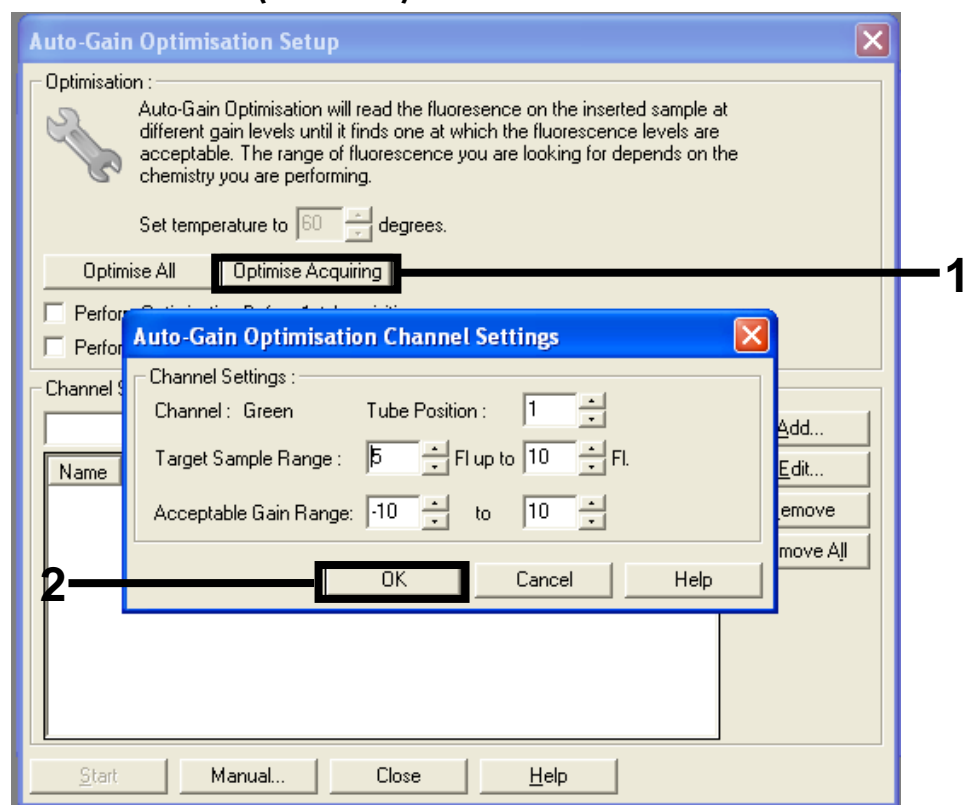 Auto-Gain Optimisation Setup
Optimisation :
Auto-Gain Optimisation will read the fluoresence on the inserted sample at
different gain levels until it finds one at which the fluorescence levels are
acceptable. The range of fluorescence you are looking for depends on the
chemistry you are performing.
Set temperature to 60 degrees.
Optimise All Optimise Acquiring 1
Perfor
Perfor
Auto-Gain Optimisation Channel Settings
Channel Settings :
Channel : Green Tube Position : 1
Target Sample Range : 5 Fl up to 10 Fl.
Acceptable Gain Range: -10 to 10
2 OK Cancel Help
Channel S
Name
Add...
Edit...
emove
move All
Start Manual... Close Help